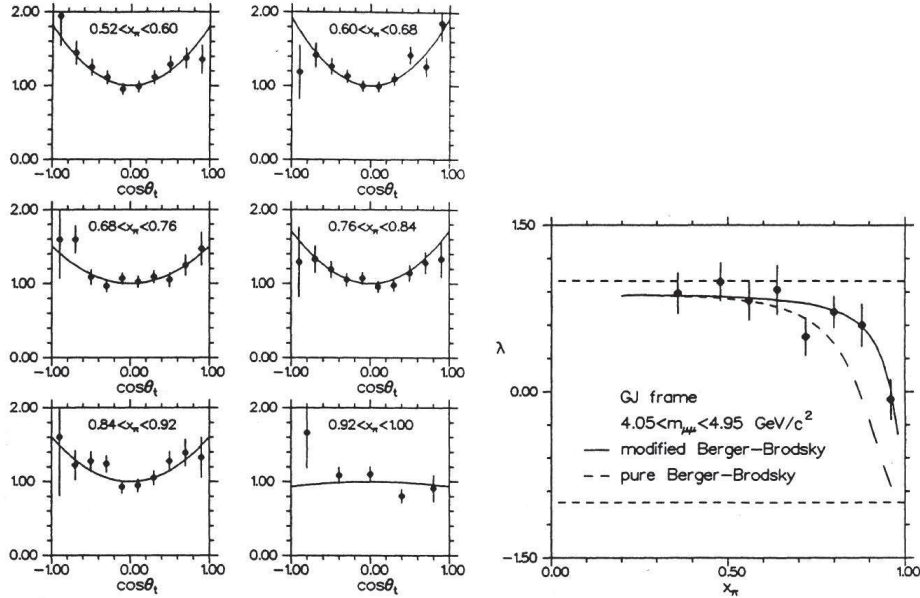 2.00
1.00
0.00
0.52<xπ<0.60
-1.00
0.00
1.00
cosθt
2.00
1.00
0.00
0.60<xπ<0.68
-1.00
0.00
1.00
cosθt
2.00
1.00
0.00
0.68<xπ<0.76
-1.00
0.00
1.00
cosθt
2.00
1.00
0.00
0.76<xπ<0.84
-1.00
0.00
1.00
cosθt
2.00
1.00
0.00
0.84<xπ<0.92
-1.00
0.00
1.00
cosθt
2.00
1.00
0.00
0.92<xπ<1.00
-1.00
0.00
1.00
cosθt
1.50
λ
0.00
-1.50
GJ frame
4.05<mμμ<4.95 GeV/c²
modified Berger-Brodsky
pure Berger-Brodsky
0.00
0.50
1.00
xπ